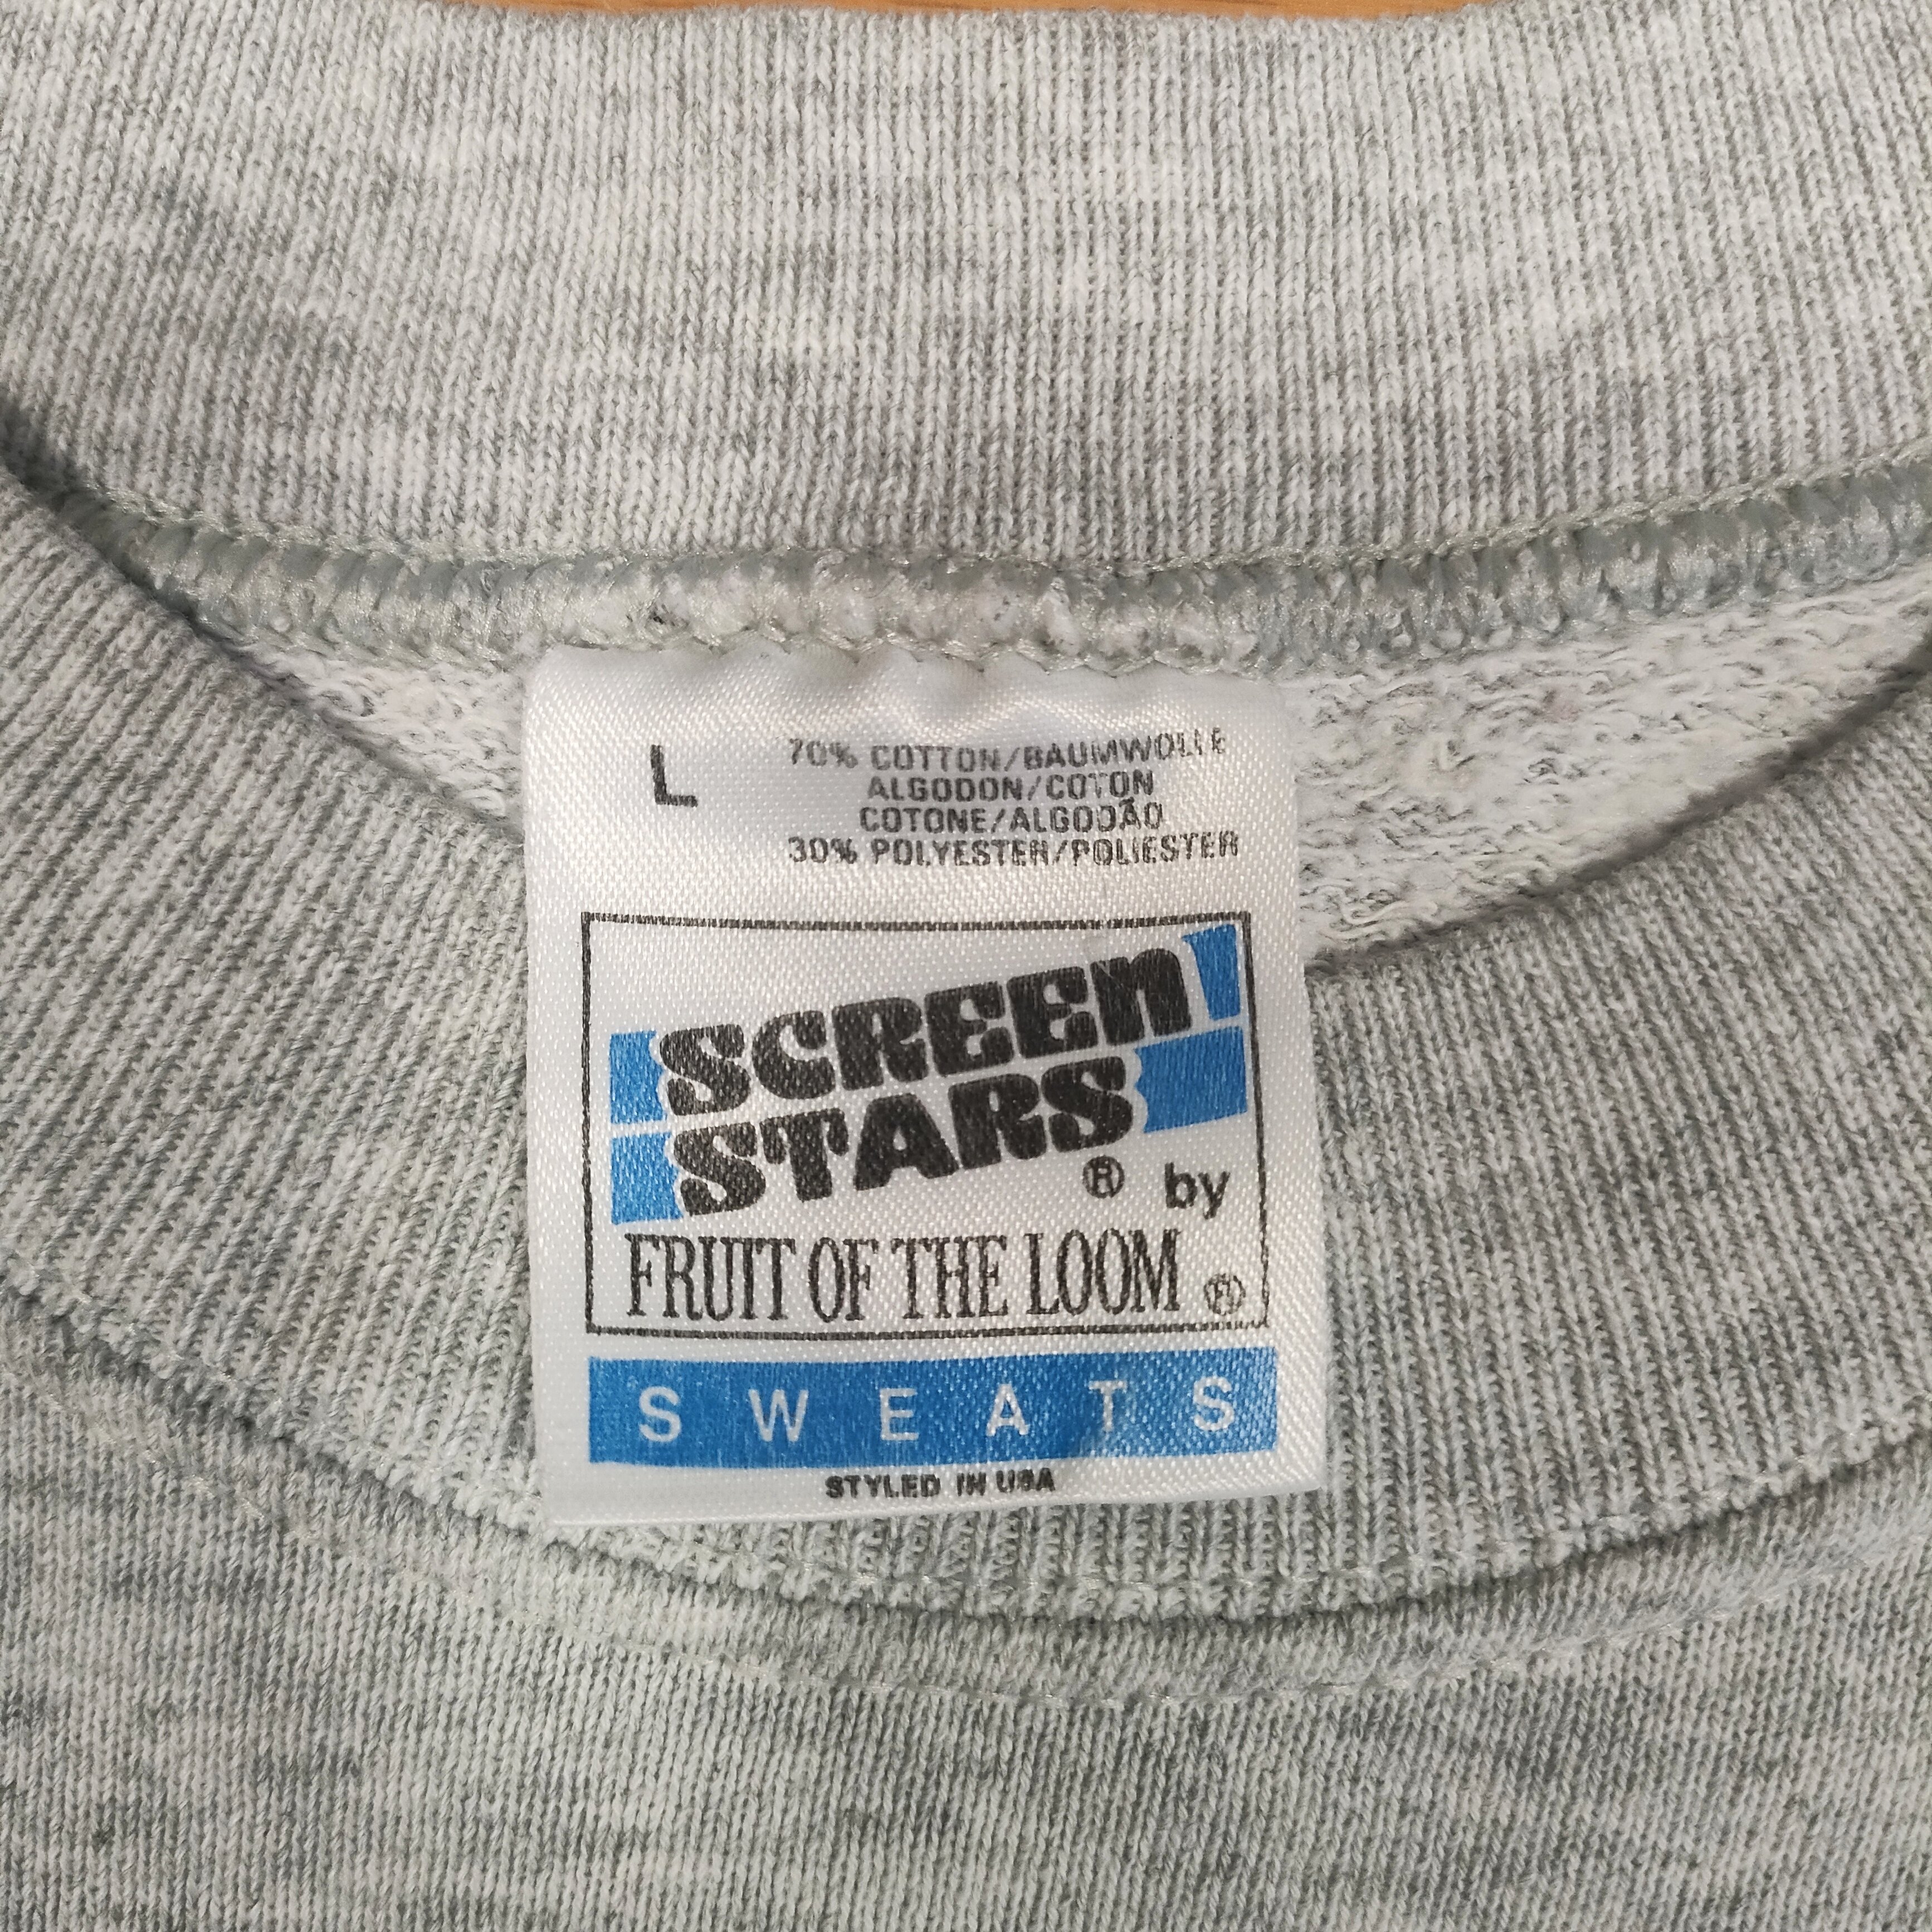 L
70% COTTON/BAUMWOLLE
ALGODON/COTON
COTONE/ALGODÃO
30% POLYESTER/POLIESTER
SCREEN
STARS
® by
FRUIT OF THE LOOM ®
SWEATS
STYLED IN USA